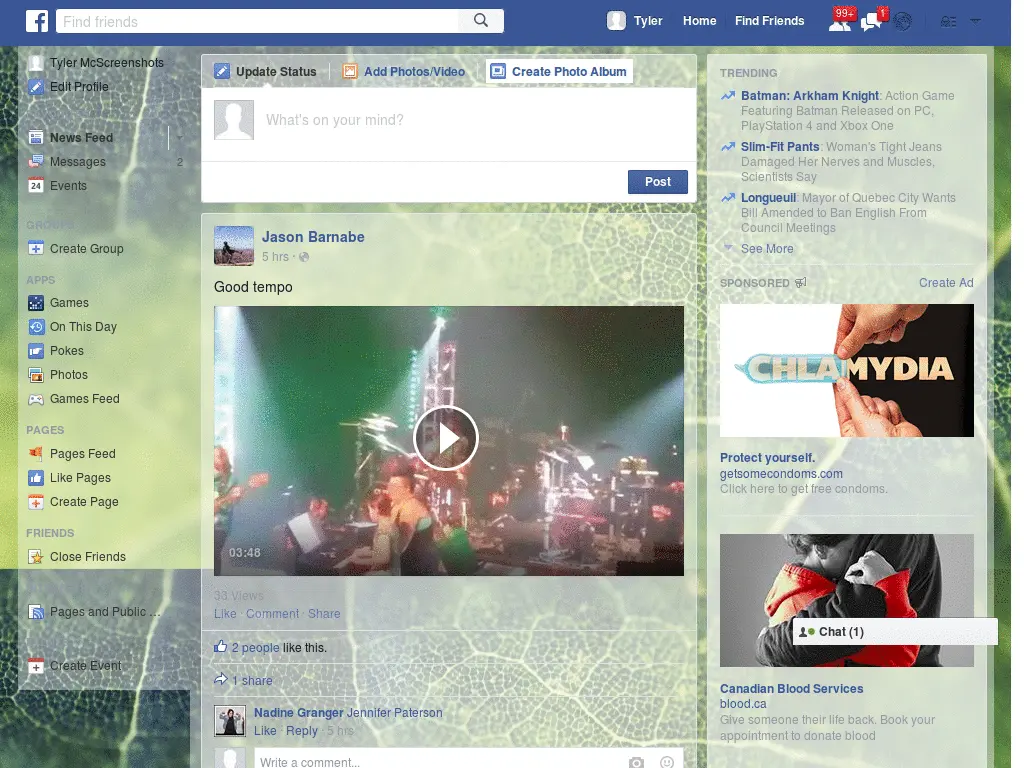 f
Find friends
Tyler
Home
Find Friends
99+
1
Tyler McScreenshots
Edit Profile
News Feed
Messages
2
24
Events
GROUPS
Create Group
APPS
Games
On This Day
Pokes
Photos
Games Feed
PAGES
Pages Feed
Like Pages
Create Page
FRIENDS
Close Friends
Pages and Public ...
Create Event
Update Status
Add Photos/Video
Create Photo Album
What's on your mind?
Post
Jason Barnabe
5 hrs ·
Good tempo
03:48
33 Views
Like · Comment · Share
2 people like this.
1 share
Nadine Granger Jennifer Paterson
Like · Reply · 5 hrs
Write a comment...
TRENDING
Batman: Arkham Knight: Action Game
Featuring Batman Released on PC,
PlayStation 4 and Xbox One
Slim-Fit Pants: Woman's Tight Jeans
Damaged Her Nerves and Muscles,
Scientists Say
Longueuil: Mayor of Quebec City Wants
Bill Amended to Ban English From
Council Meetings
See More
SPONSORED
Create Ad
CHLAMYDIA
Protect yourself.
getsomecondoms.com
Click here to get free condoms.
Chat (1)
Canadian Blood Services
blood.ca
Give someone their life back. Book your
appointment to donate blood